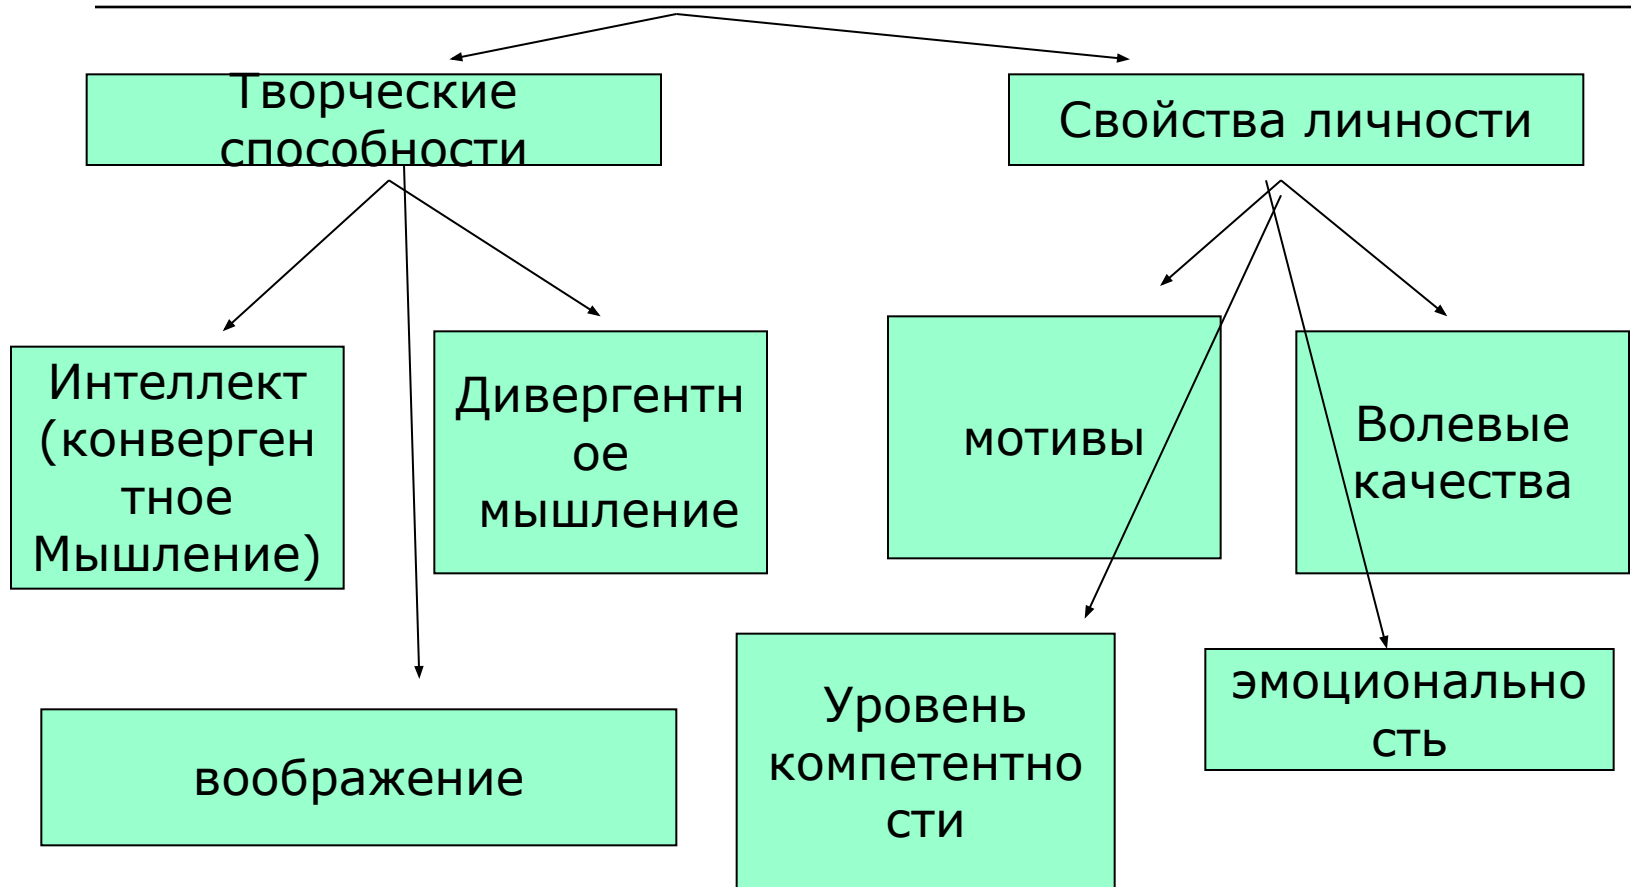 Творческие
способности
Свойства личности
Интеллект
(конверген
тное
Мышление)
Дивергентн
ое
мышление
мотивы
Волевые
качества
воображение
Уровень
компетентно
сти
эмоционально
сть